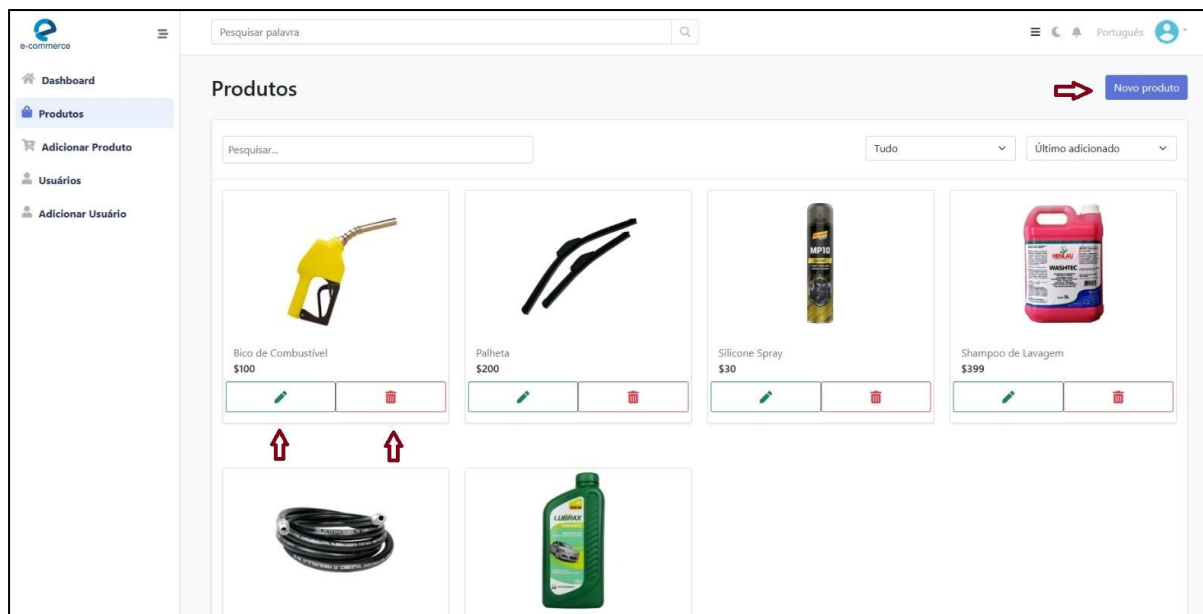 e-commerce
Pesquisar palavra
Português
Dashboard
Produtos
Adicionar Produto
Usuários
Adicionar Usuário
Produtos
Novo produto
Pesquisar...
Tudo
Último adicionado
MP10
HENLAU
WASHTEC
Bico de Combustível
$100
Palheta
$200
Silicone Spray
$30
Shampoo de Lavagem
$399
LUBRAX